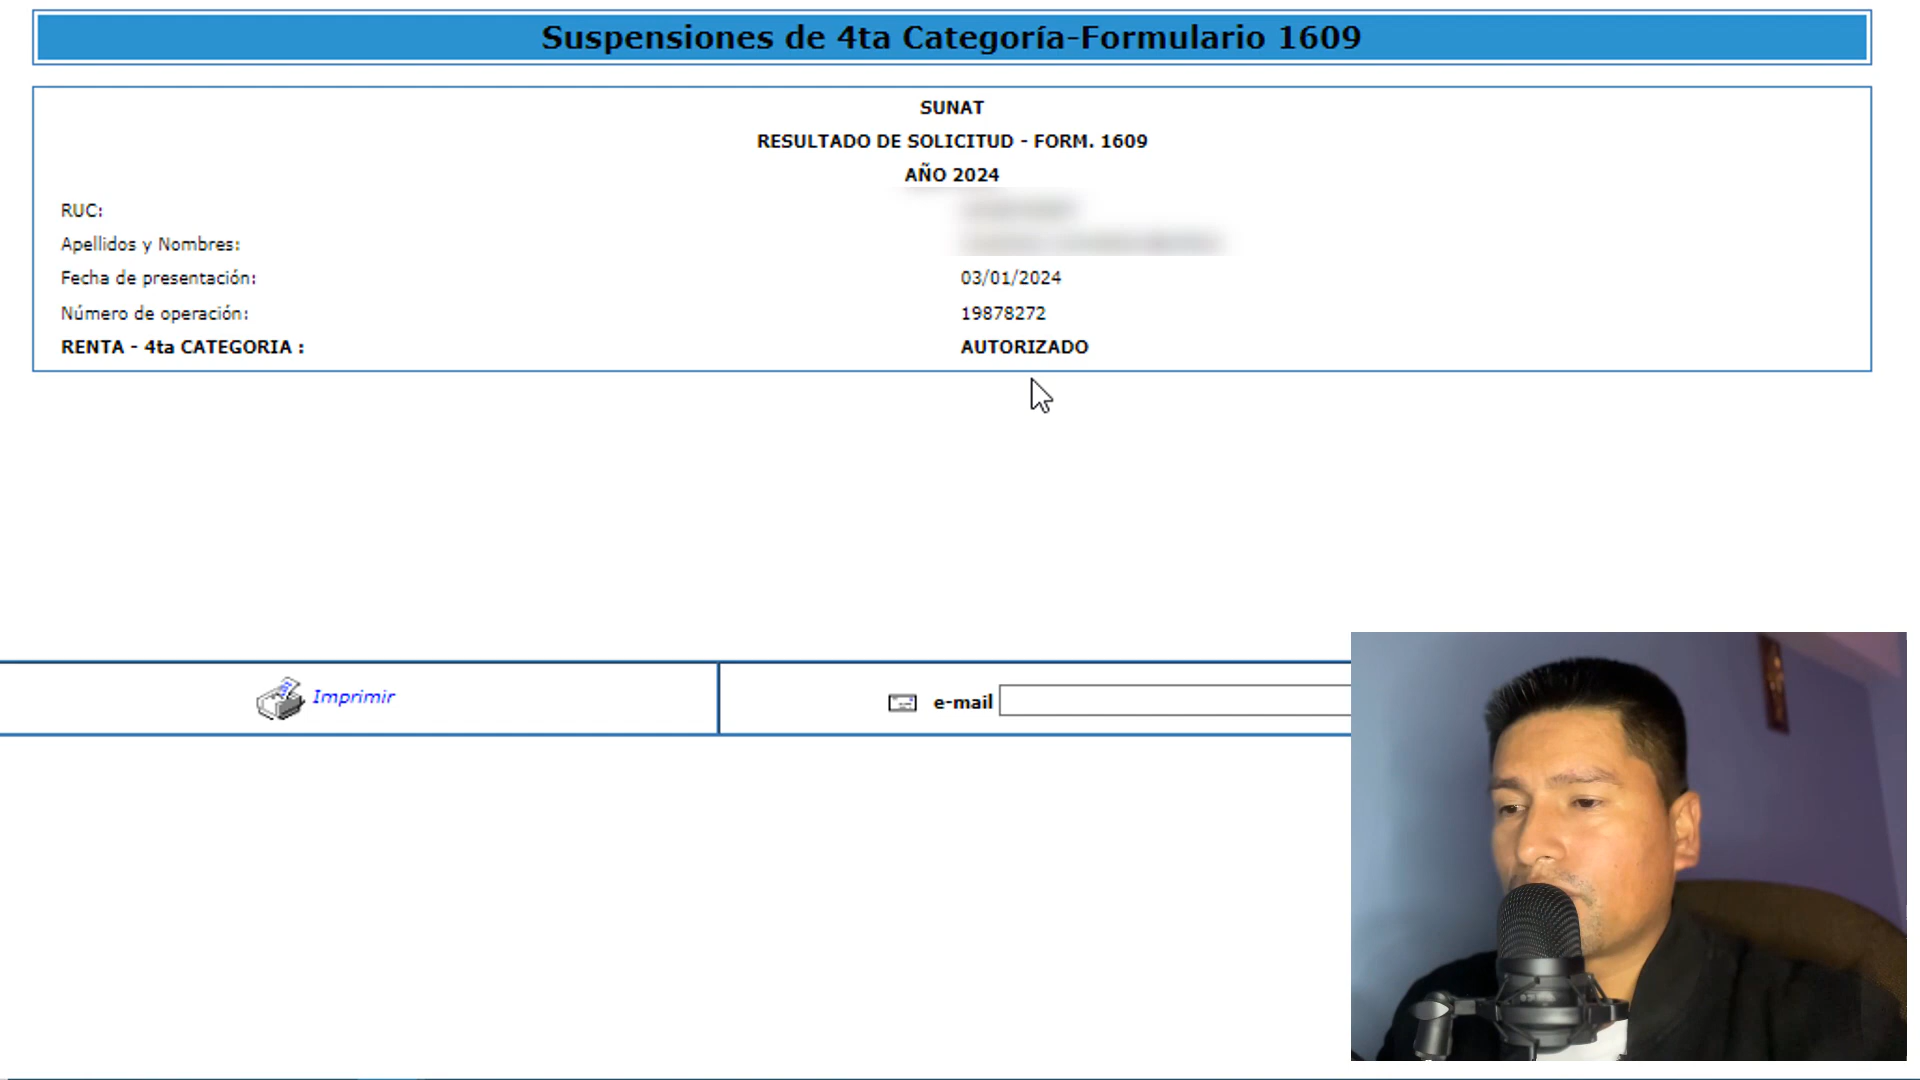 Suspensiones de 4ta Categoría-Formulario 1609
SUNAT
RESULTADO DE SOLICITUD - FORM. 1609
AÑO 2024
RUC:
Apellidos y Nombres:
Fecha de presentación: 03/01/2024
Número de operación: 19878272
RENTA - 4ta CATEGORIA : AUTORIZADO
Imprimir
e-mail